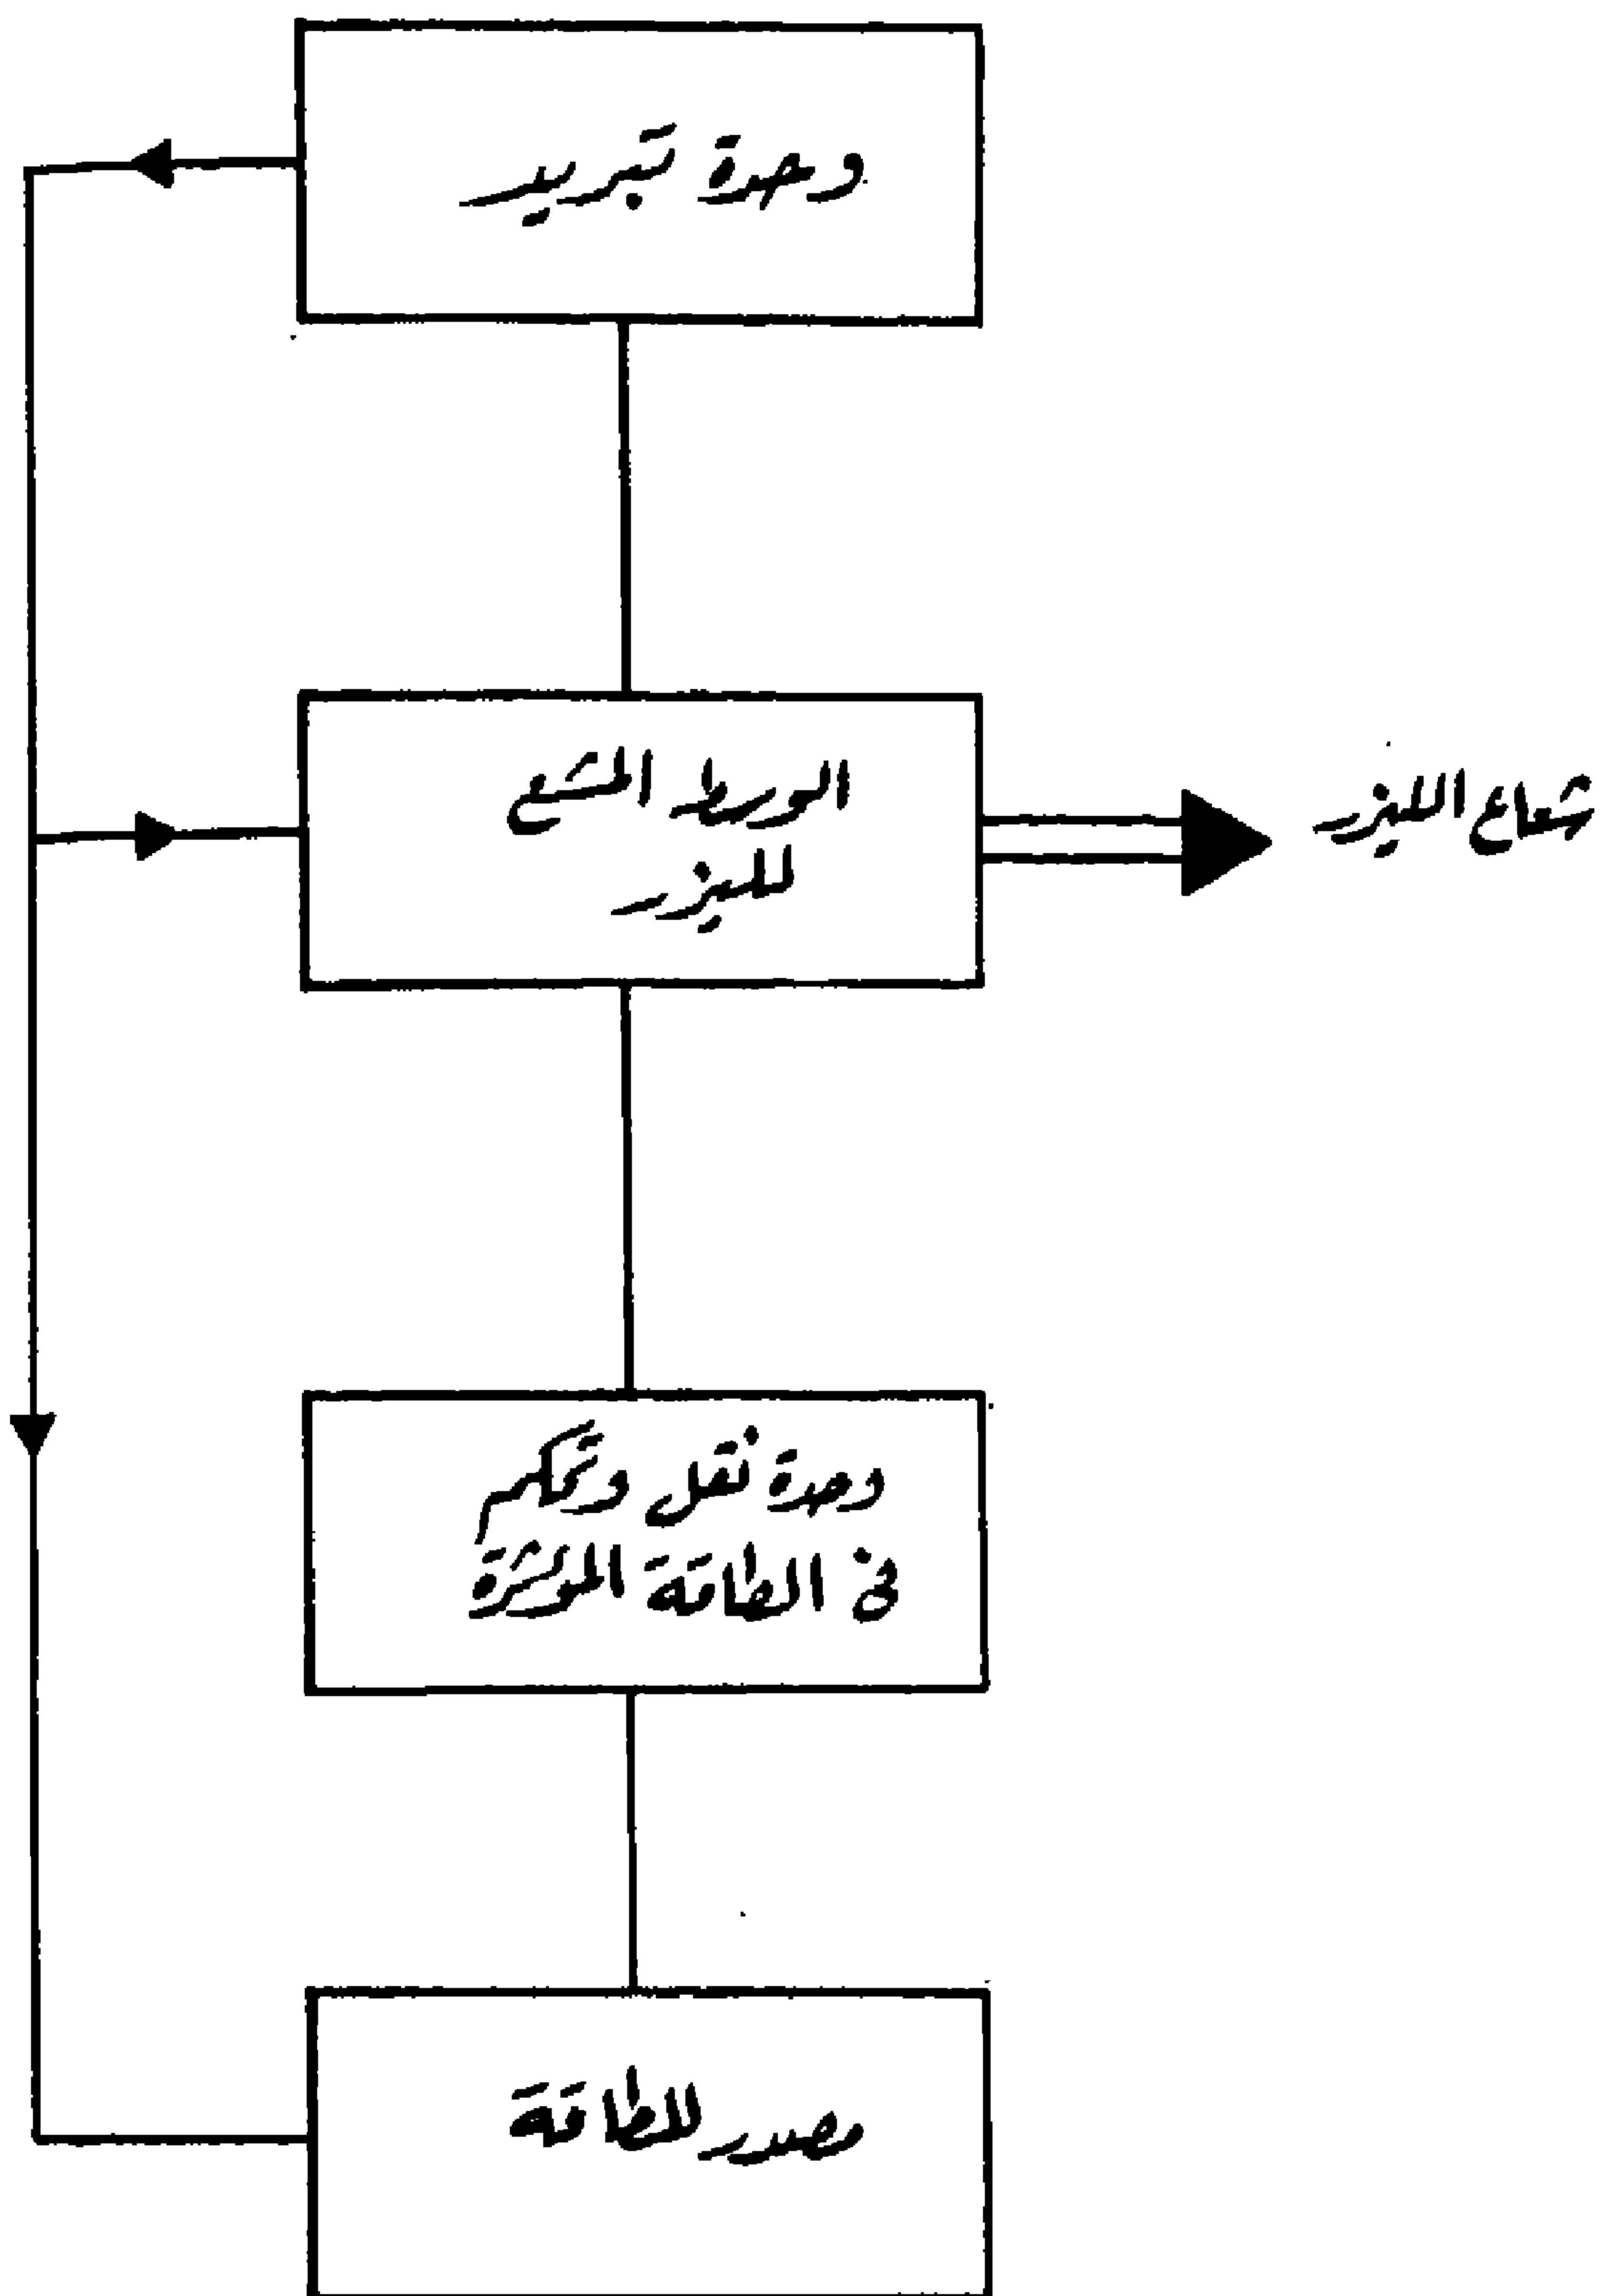 وحدة تبريد
الوسط المشع
لليزر
شعاع الليزر
وحدة نقل وتحكم
في الطاقة المؤثرة
مصدر للطاقة